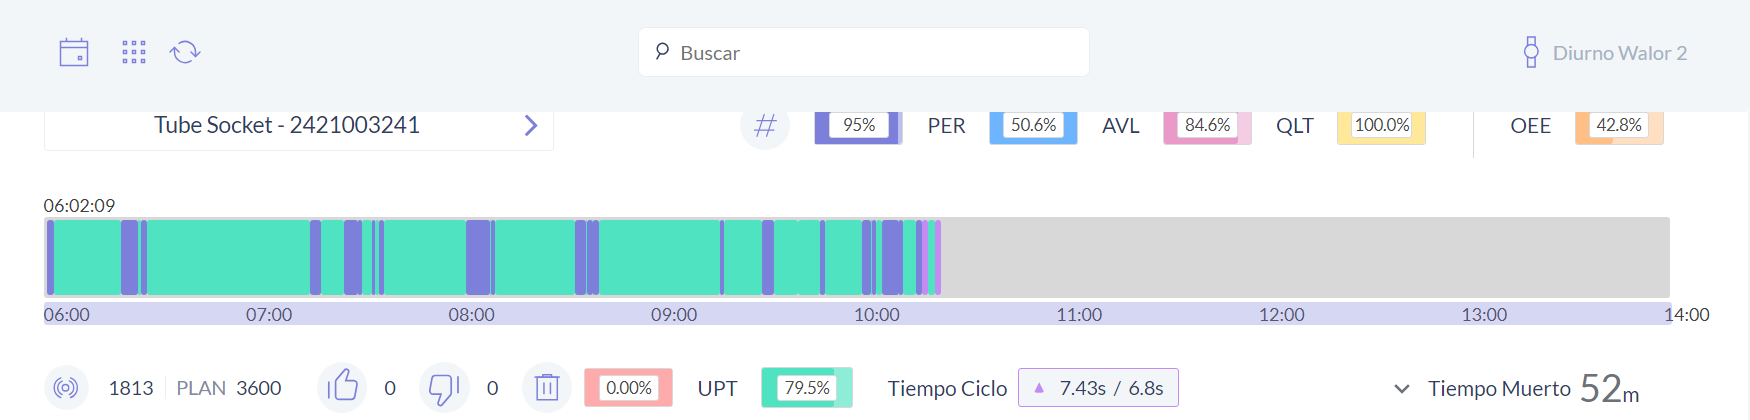 Buscar
Diurno Walor 2
Tube Socket - 2421003241
95% PER 50.6% AVL 84.6% QLT 100.0% OEE 42.8%
06:02:09
06:00 07:00 08:00 09:00 10:00 11:00 12:00 13:00 14:00
1813 PLAN 3600 0 0 0.00% UPT 79.5% Tiempo Ciclo ▲ 7.43s / 6.8s Tiempo Muerto 52m